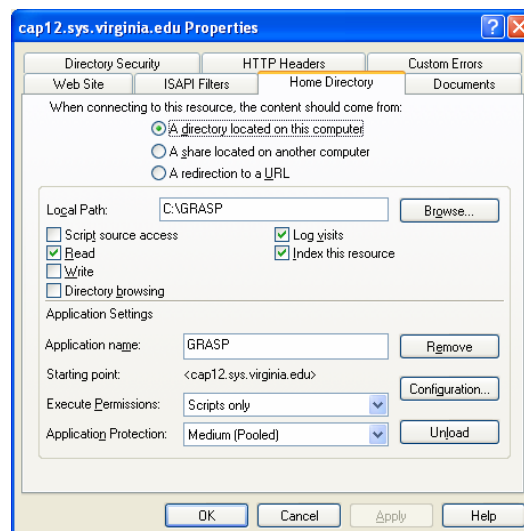 cap12.sys.virginia.edu Properties
Directory Security HTTP Headers Custom Errors
Web Site ISAPI Filters Home Directory Documents
When connecting to this resource, the content should come from:
A directory located on this computer
A share located on another computer
A redirection to a URL
Local Path: C:\GRASP Browse...
Script source access Log visits
Read Index this resource
Write
Directory browsing
Application Settings
Application name: GRASP Remove
Starting point: <cap12.sys.virginia.edu>
Configuration...
Execute Permissions: Scripts only
Application Protection: Medium (Pooled) Unload
OK Cancel Apply Help